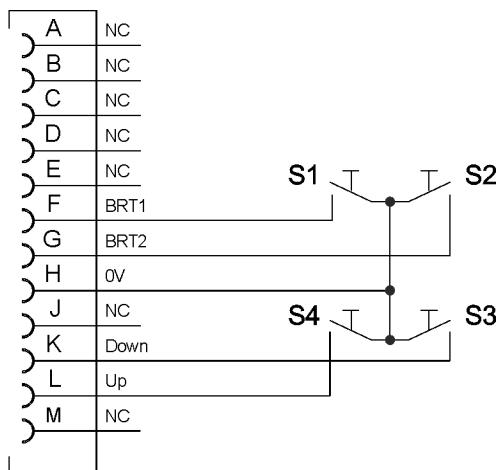 A NC
B NC
C NC
D NC
E NC
S1 S2
F BRT1
G BRT2
H 0V
J NC
S4 S3
K Down
L Up
M NC